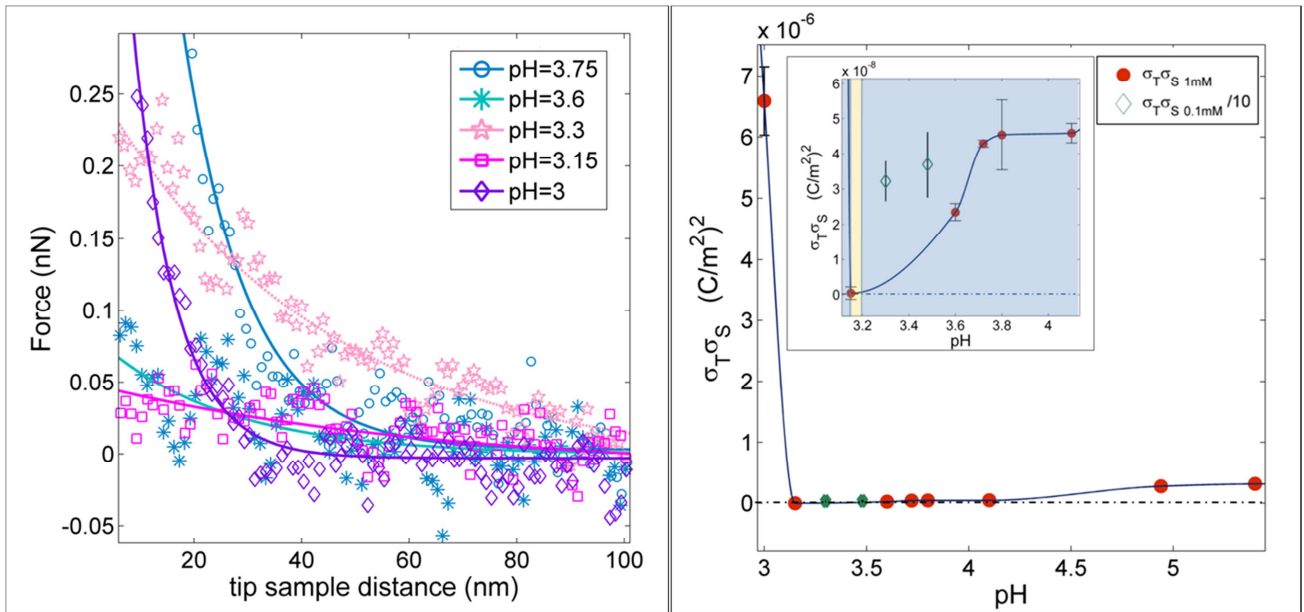 pH=3.75
pH=3.6
pH=3.3
pH=3.15
pH=3
Force (nN)
0.25
0.2
0.15
0.1
0.05
0
-0.05
20
40
60
80
100
tip sample distance (nm)
x 10⁻⁶
7
6
5
4
3
2
1
0
σTσS (C/m²)²
3
3.5
4
4.5
5
pH
σTσS 1mM
σTσS 0.1mM /10
x 10⁻⁸
6
5
4
3
2
1
0
σTσS (C/m²)²
3.2
3.4
3.6
3.8
4
pH